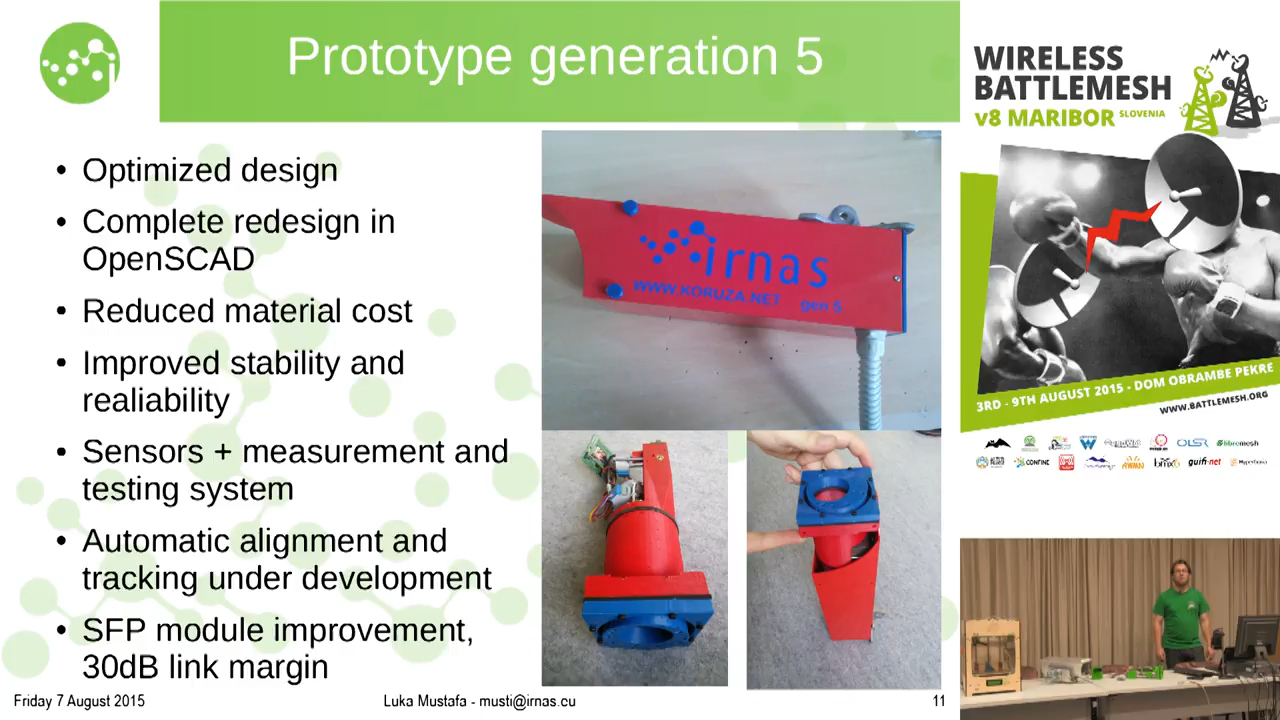 Prototype generation 5
• Optimized design
• Complete redesign in
OpenSCAD
• Reduced material cost
• Improved stability and
realiability
• Sensors + measurement and
testing system
• Automatic alignment and
tracking under development
• SFP module improvement,
30dB link margin
irnas
WWW.KORUZA.NET gen 5
Friday 7 August 2015
Luka Mustafa - musti@irnas.eu
11
WIRELESS
BATTLEMESH
v8 MARIBOR SLOVENIA
3RD - 9TH AUGUST 2015 - DOM OBRAMBE PEKRE
WWW.BATTLEMESH.ORG
OLSR
libremesh
CONFINE
AWMN
bmx6
guifi·net